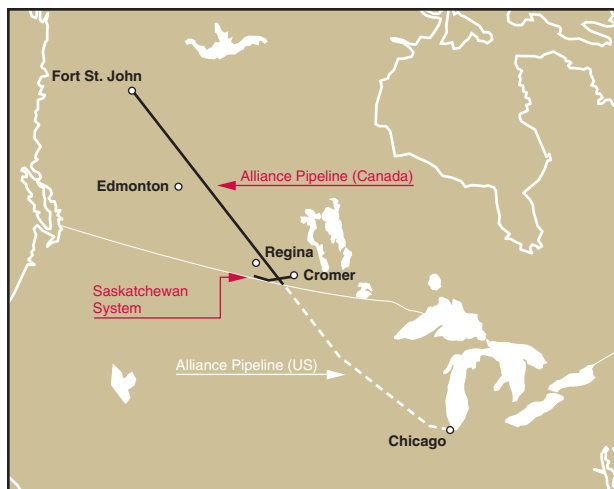 Fort St. John
Alliance Pipeline (Canada)
Edmonton
Regina
Cromer
Saskatchewan
System
Alliance Pipeline (US)
Chicago